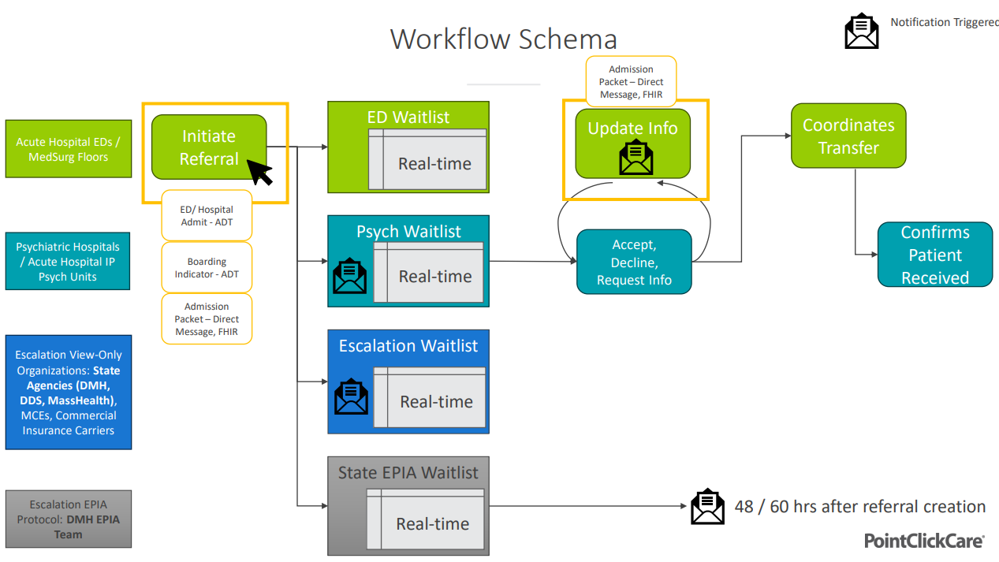 Workflow Schema
Notification Triggered
Acute Hospital EDs /
MedSurg Floors
Initiate
Referral
ED/ Hospital
Admit - ADT
Boarding
Indicator - ADT
Admission
Packet – Direct
Message, FHIR
ED Waitlist
Real-time
Admission
Packet – Direct
Message, FHIR
Update Info
Coordinates
Transfer
Psychiatric Hospitals
/ Acute Hospital IP
Psych Units
Psych Waitlist
Real-time
Accept,
Decline,
Request Info
Confirms
Patient
Received
Escalation View-Only
Organizations: State
Agencies (DMH,
DDS, MassHealth),
MCEs, Commercial
Insurance Carriers
Escalation Waitlist
Real-time
Escalation EPIA
Protocol: DMH EPIA
Team
State EPIA Waitlist
Real-time
48 / 60 hrs after referral creation
PointClickCare®